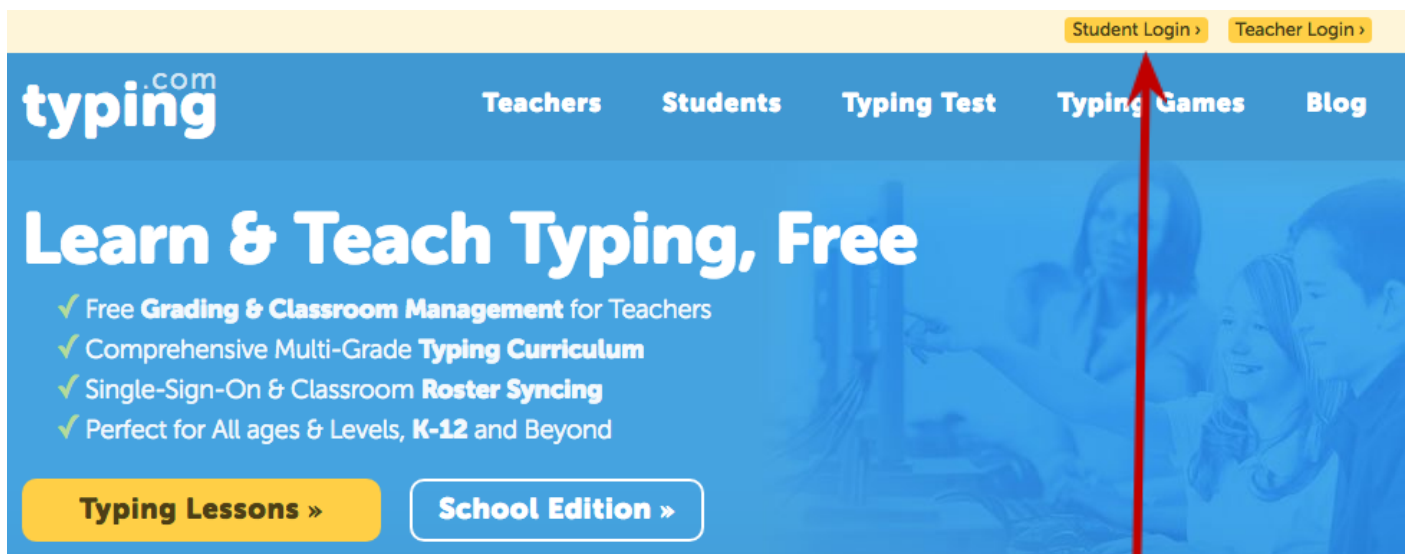 Student Login ›
Teacher Login ›
typing.com
Teachers
Students
Typing Test
Typing Games
Blog
Learn & Teach Typing, Free
✓ Free Grading & Classroom Management for Teachers
✓ Comprehensive Multi-Grade Typing Curriculum
✓ Single-Sign-On & Classroom Roster Syncing
✓ Perfect for All ages & Levels, K-12 and Beyond
Typing Lessons »
School Edition »